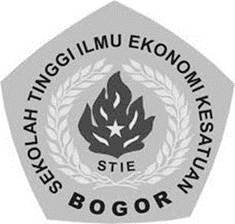 SEKOLAH TINGGI ILMU EKONOMI KESATUAN
STIE
BOGOR